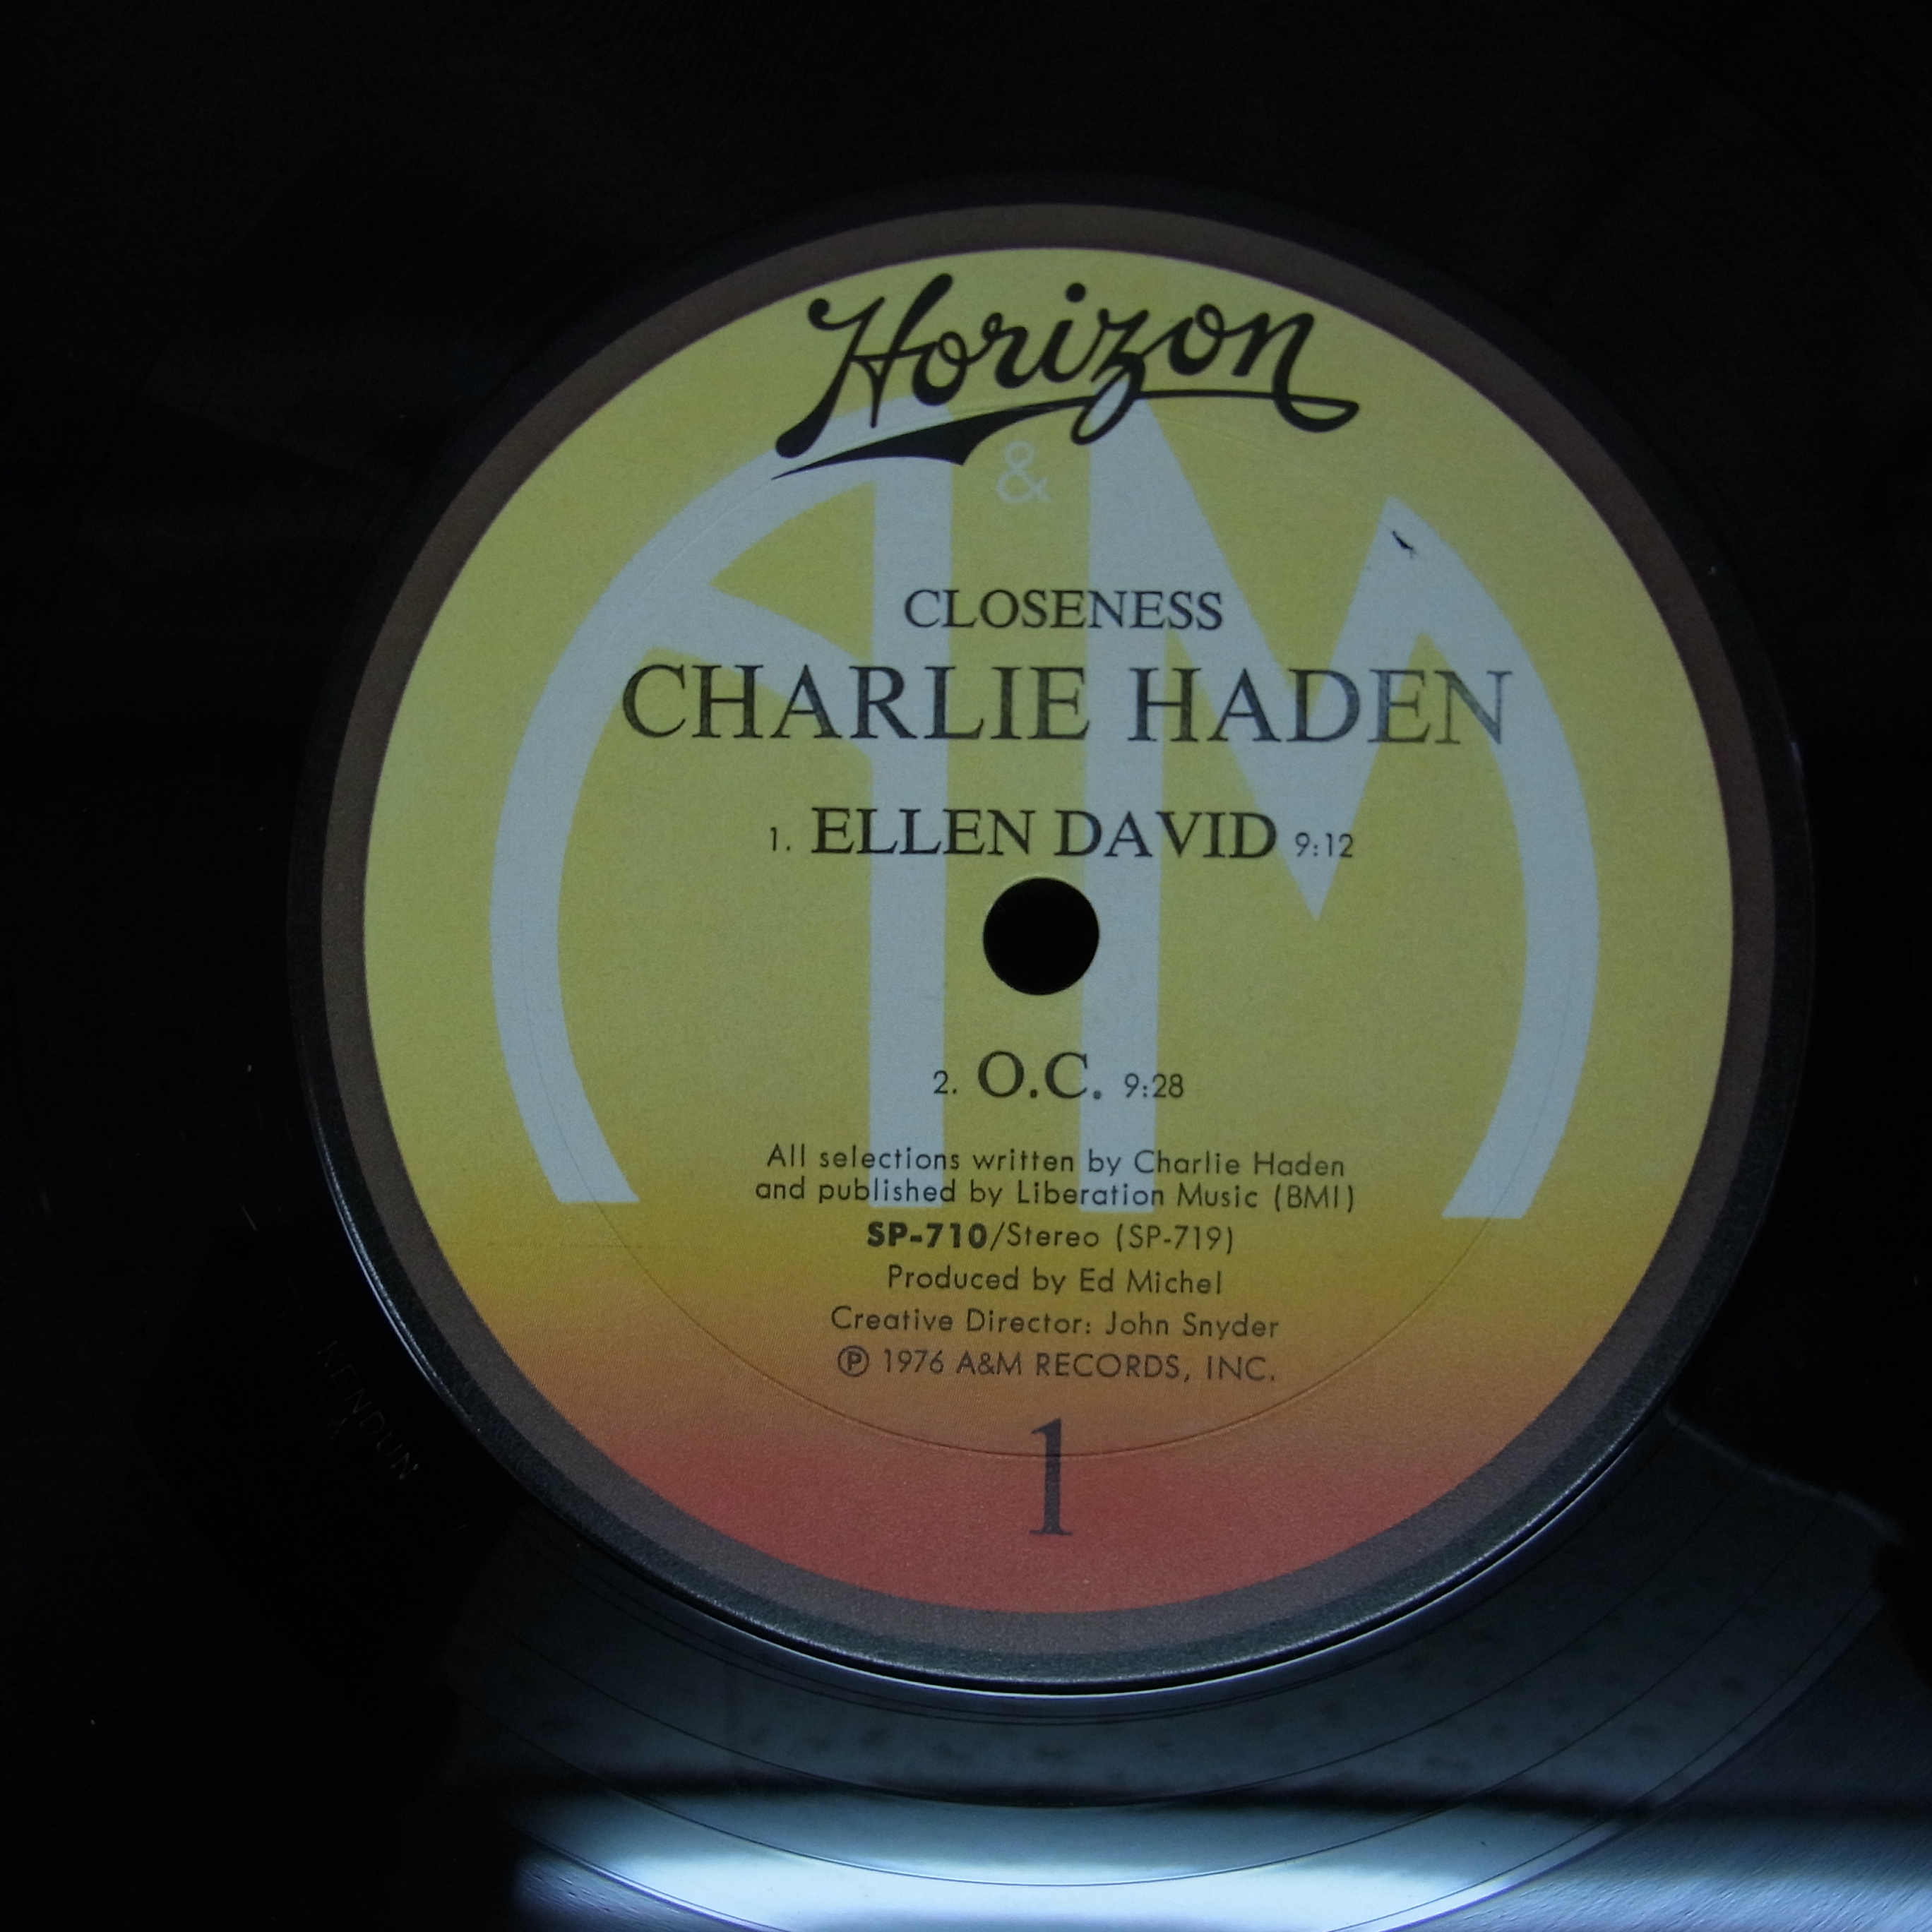 Horizon
A & M
CLOSENESS
CHARLIE HADEN
1. ELLEN DAVID 9:12
2. O.C. 9:28
All selections written by Charlie Haden
and published by Liberation Music (BMI)
SP-710/Stereo (SP-719)
Produced by Ed Michel
Creative Director: John Snyder
℗ 1976 A&M RECORDS, INC.
1
KENDUN